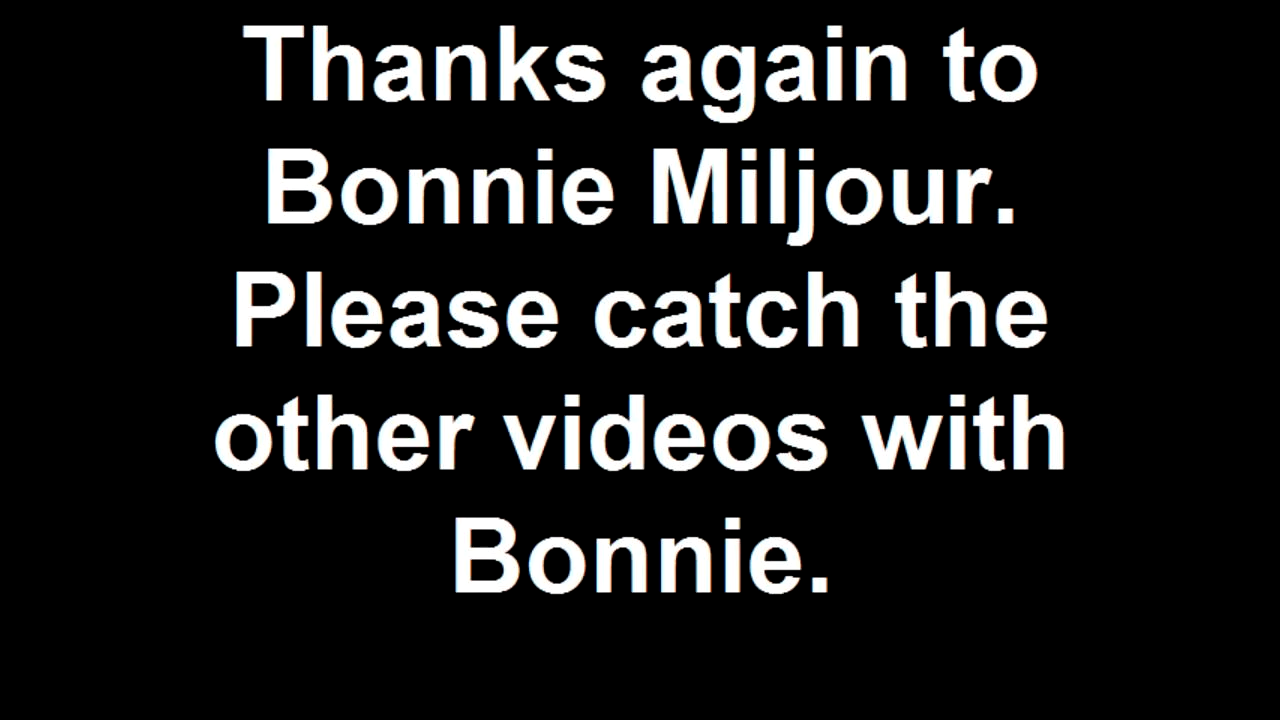 Thanks again to
Bonnie Miljour.
Please catch the
other videos with
Bonnie.